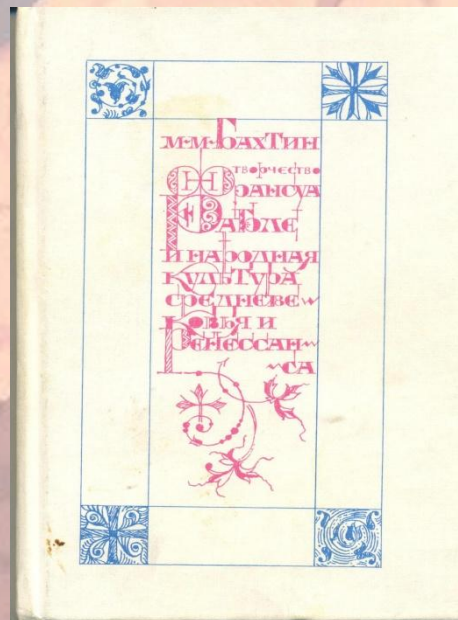 М·М·БАХТИН
ТВОРЧЕСТВО
ФРАНСУА
РАБЛЕ
И НАРОДНАЯ
КУЛЬТУРА
СРЕДНЕВЕ~
КОВЬЯ И
РЕНЕССАН~
~СА